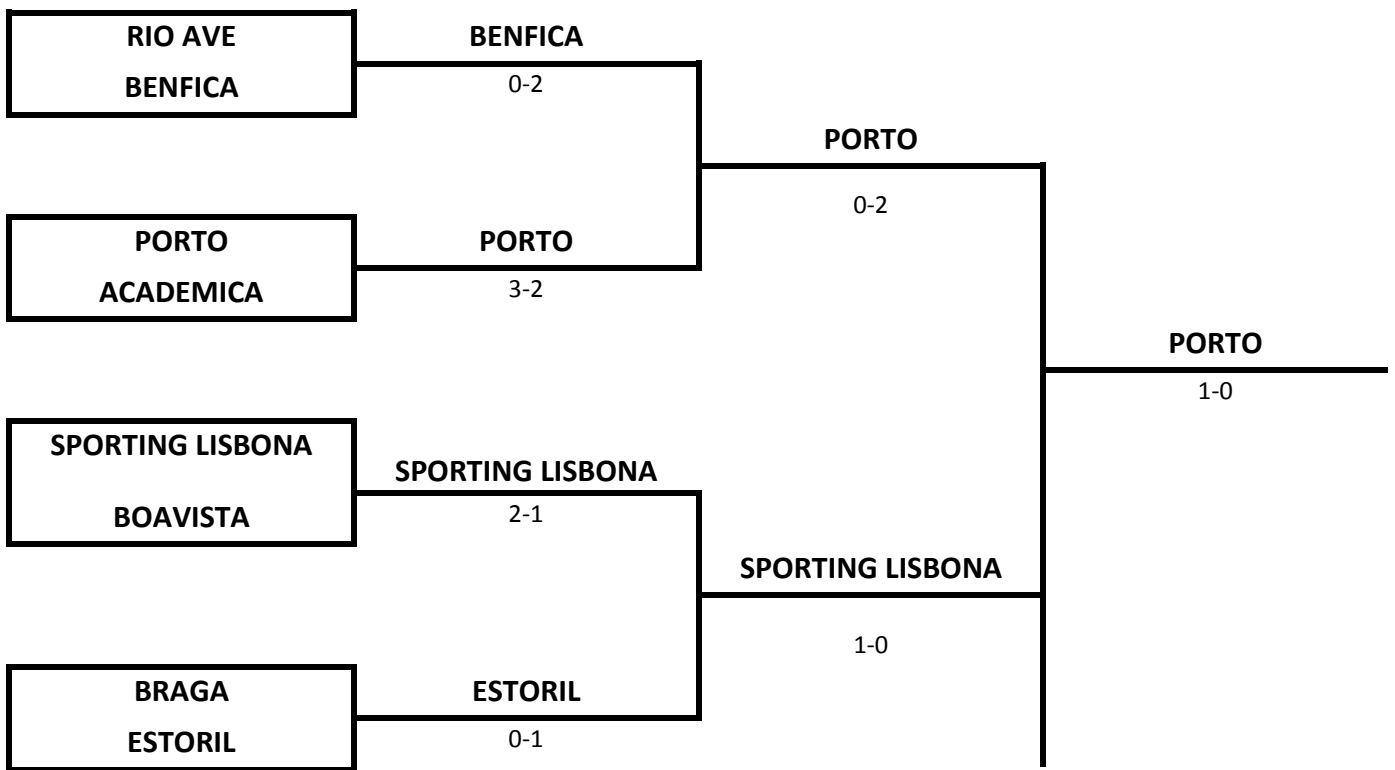 RIO AVE
BENFICA
BENFICA
0-2
PORTO
0-2
PORTO
ACADEMICA
PORTO
3-2
PORTO
1-0
SPORTING LISBONA
BOAVISTA
SPORTING LISBONA
2-1
SPORTING LISBONA
1-0
BRAGA
ESTORIL
ESTORIL
0-1